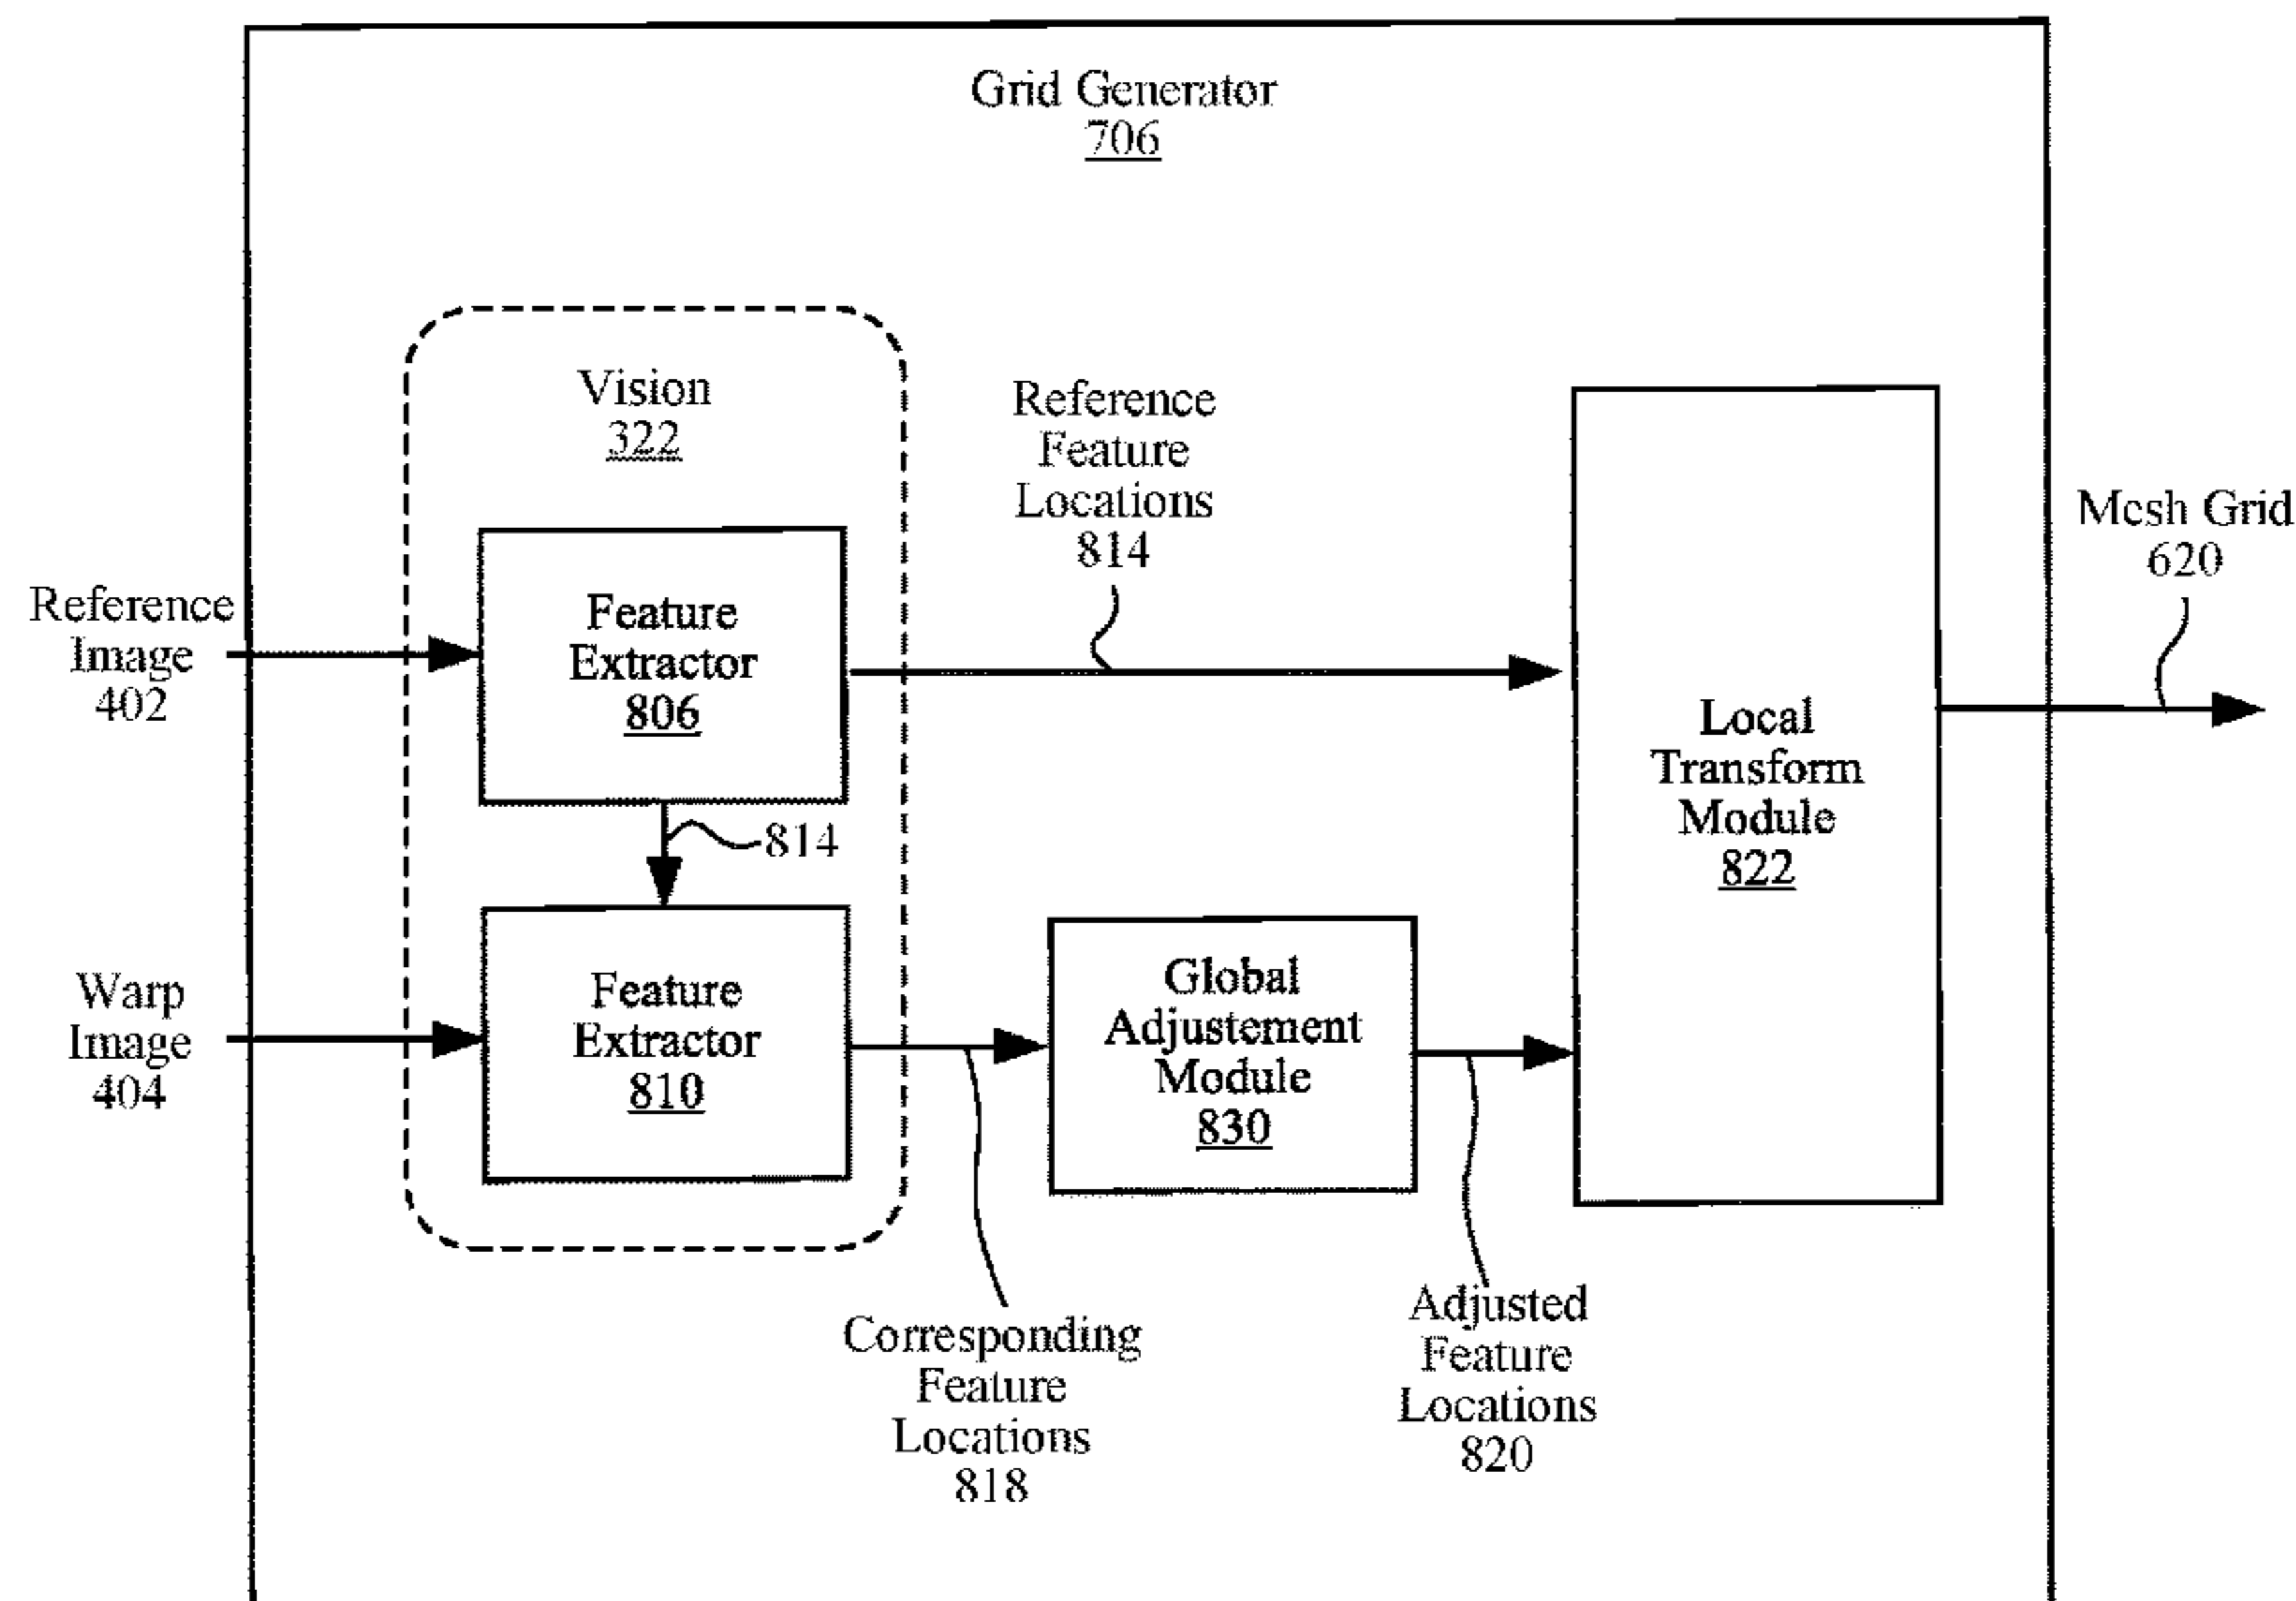 Grid Generator
706
Vision
322
Reference
Feature
Locations
814
Mesh Grid
620
Reference
Image
402
Feature
Extractor
806
Local
Transform
Module
822
814
Warp
Image
404
Feature
Extractor
810
Global
Adjustement
Module
830
Corresponding
Feature
Locations
818
Adjusted
Feature
Locations
820